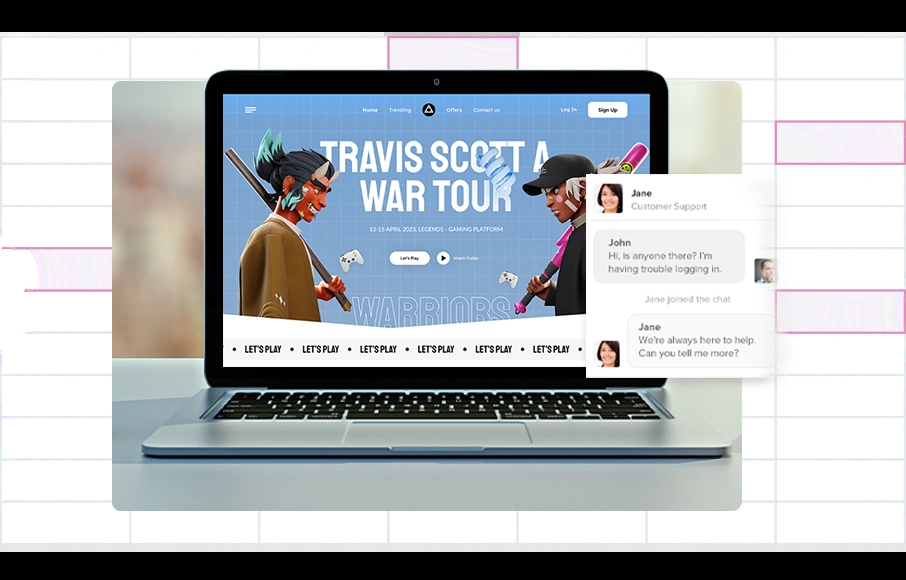 Home Trending Offers Contact us Log In Sign Up
TRAVIS SCOTT A
WAR TOUR
13-15 APRIL 2023, LEGENDS - GAMING PLATFORM
Let's Play Watch Trailer
WARRIORS
• LET'S PLAY • LET'S PLAY • LET'S PLAY • LET'S PLAY • LET'S PLAY • LET'S PLAY •
Jane
Customer Support
John
Hi, is anyone there? I'm
having trouble logging in.
Jane joined the chat
Jane
We're always here to help.
Can you tell me more?